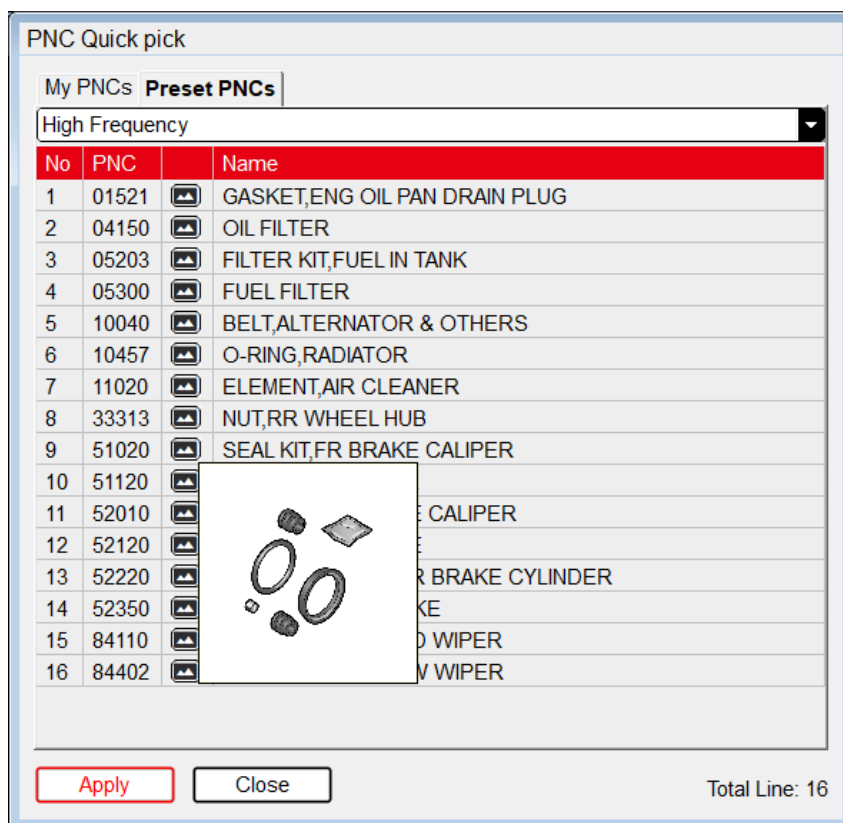 PNC Quick pick
My PNCs Preset PNCs
High Frequency
No PNC Name
1 01521 GASKET,ENG OIL PAN DRAIN PLUG
2 04150 OIL FILTER
3 05203 FILTER KIT,FUEL IN TANK
4 05300 FUEL FILTER
5 10040 BELT,ALTERNATOR & OTHERS
6 10457 O-RING,RADIATOR
7 11020 ELEMENT,AIR CLEANER
8 33313 NUT,RR WHEEL HUB
9 51020 SEAL KIT,FR BRAKE CALIPER
10 51120
11 52010 CALIPER
12 52120
13 52220 BRAKE CYLINDER
14 52350
15 84110 WIPER
16 84402 WIPER
Apply Close Total Line: 16